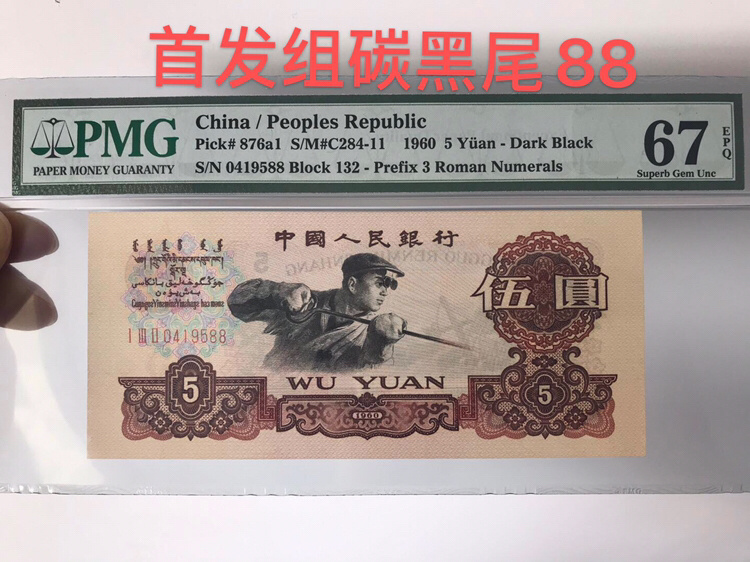 首发组碳黑尾88
PMG
PAPER MONEY GUARANTY
China / Peoples Republic
Pick# 876a1 S/M#C284-11 1960 5 Yüan - Dark Black
S/N 0419588 Block 132 - Prefix 3 Roman Numerals
67
EPQ
Superb Gem Unc
中國人民銀行
伍圓
I III II 0419588
5
WU YUAN
5
1960